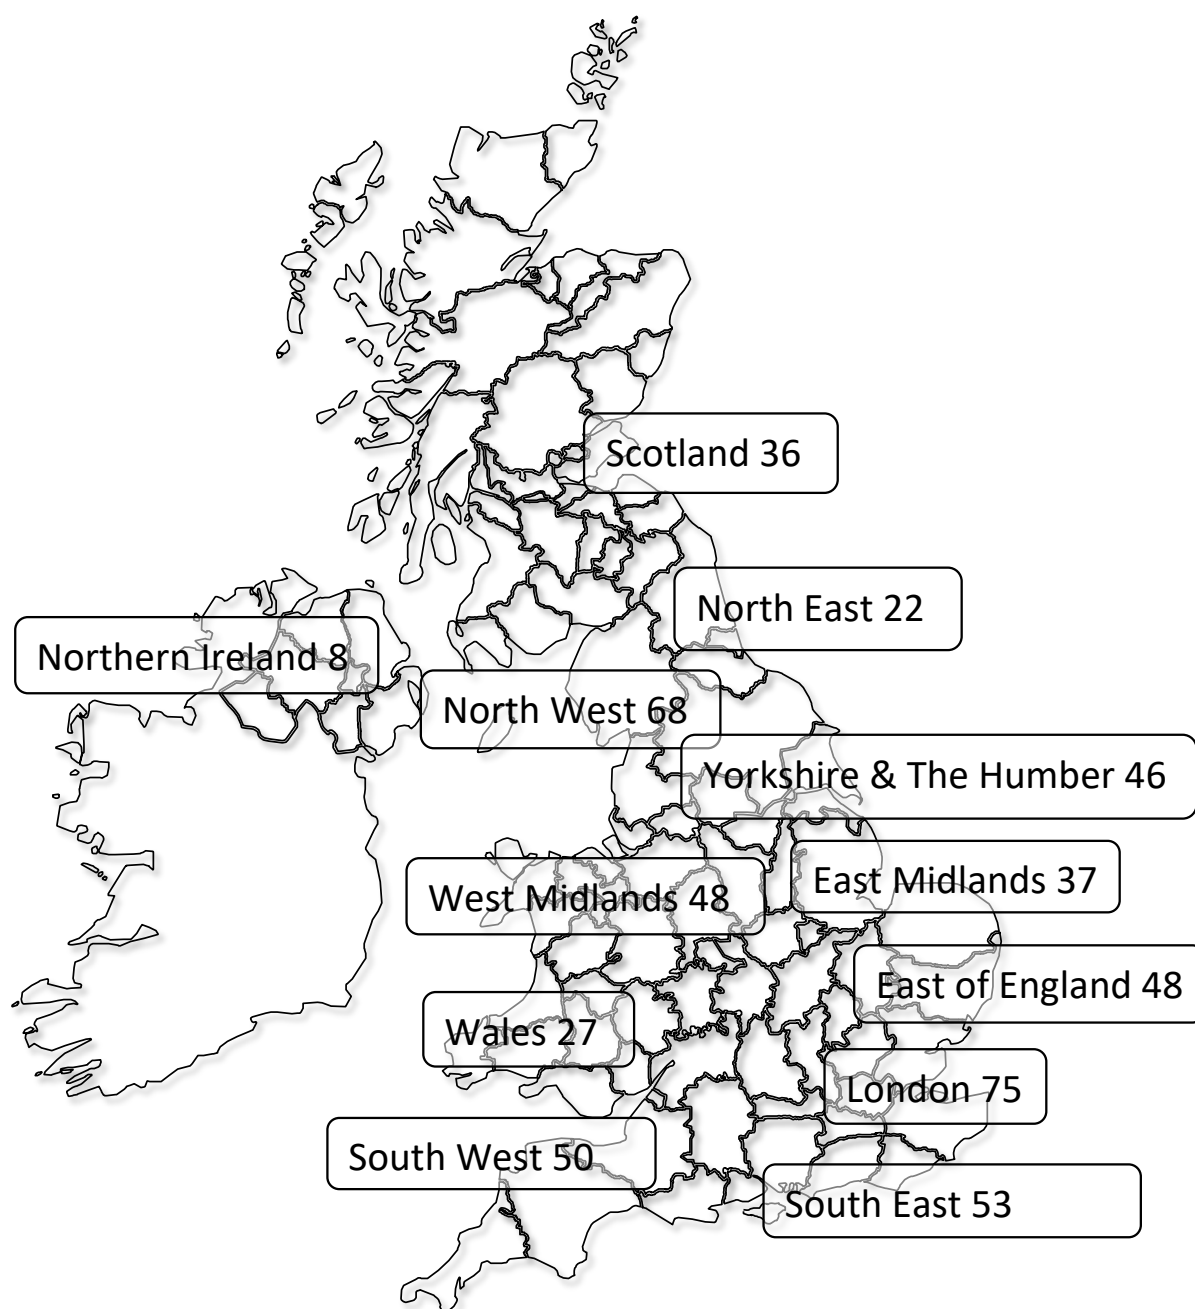 Scotland 36
North East 22
Northern Ireland 8
North West 68
Yorkshire & The Humber 46
East Midlands 37
West Midlands 48
East of England 48
Wales 27
London 75
South West 50
South East 53